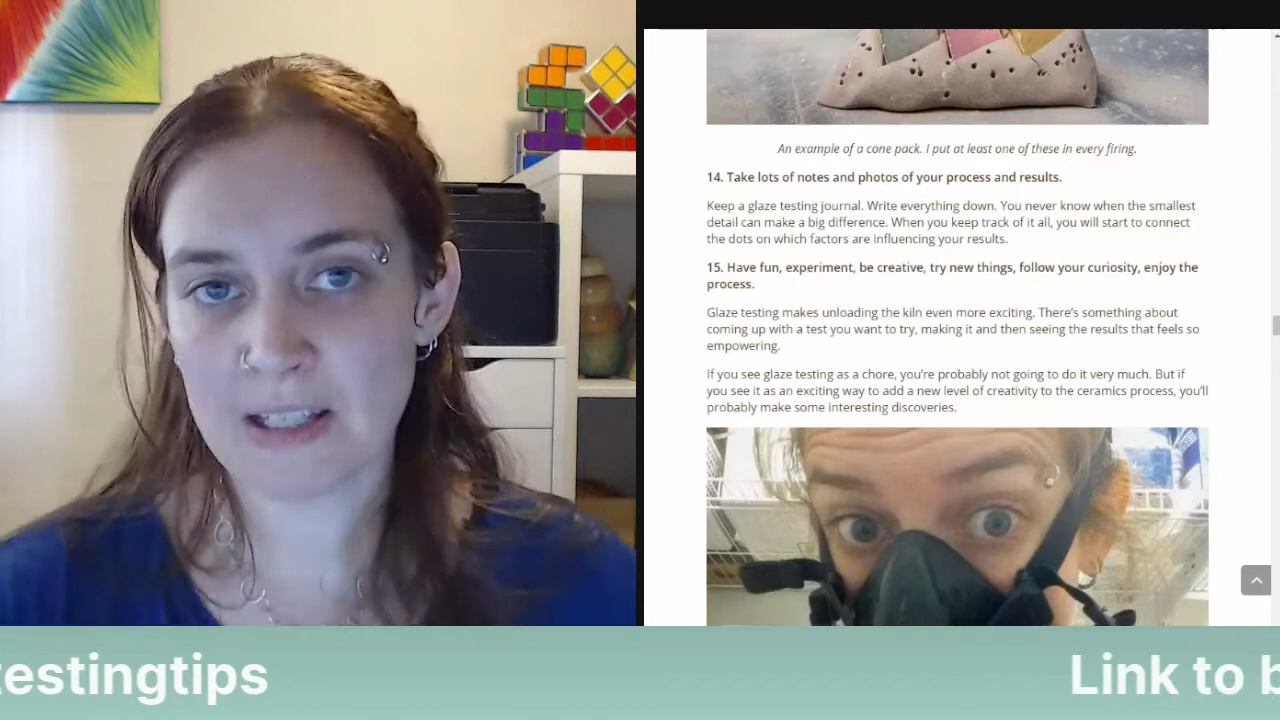 An example of a cone pack. I put at least one of these in every firing.
14. Take lots of notes and photos of your process and results.
Keep a glaze testing journal. Write everything down. You never know when the smallest
detail can make a big difference. When you keep track of it all, you will start to connect
the dots on which factors are influencing your results.
15. Have fun, experiment, be creative, try new things, follow your curiosity, enjoy the
process.
Glaze testing makes unloading the kiln even more exciting. There's something about
coming up with a test you want to try, making it and then seeing the results that feels so
empowering.
If you see glaze testing as a chore, you're probably not going to do it very much. But if
you see it as an exciting way to add a new level of creativity to the ceramics process, you'll
probably make some interesting discoveries.
testingtips
Link to b